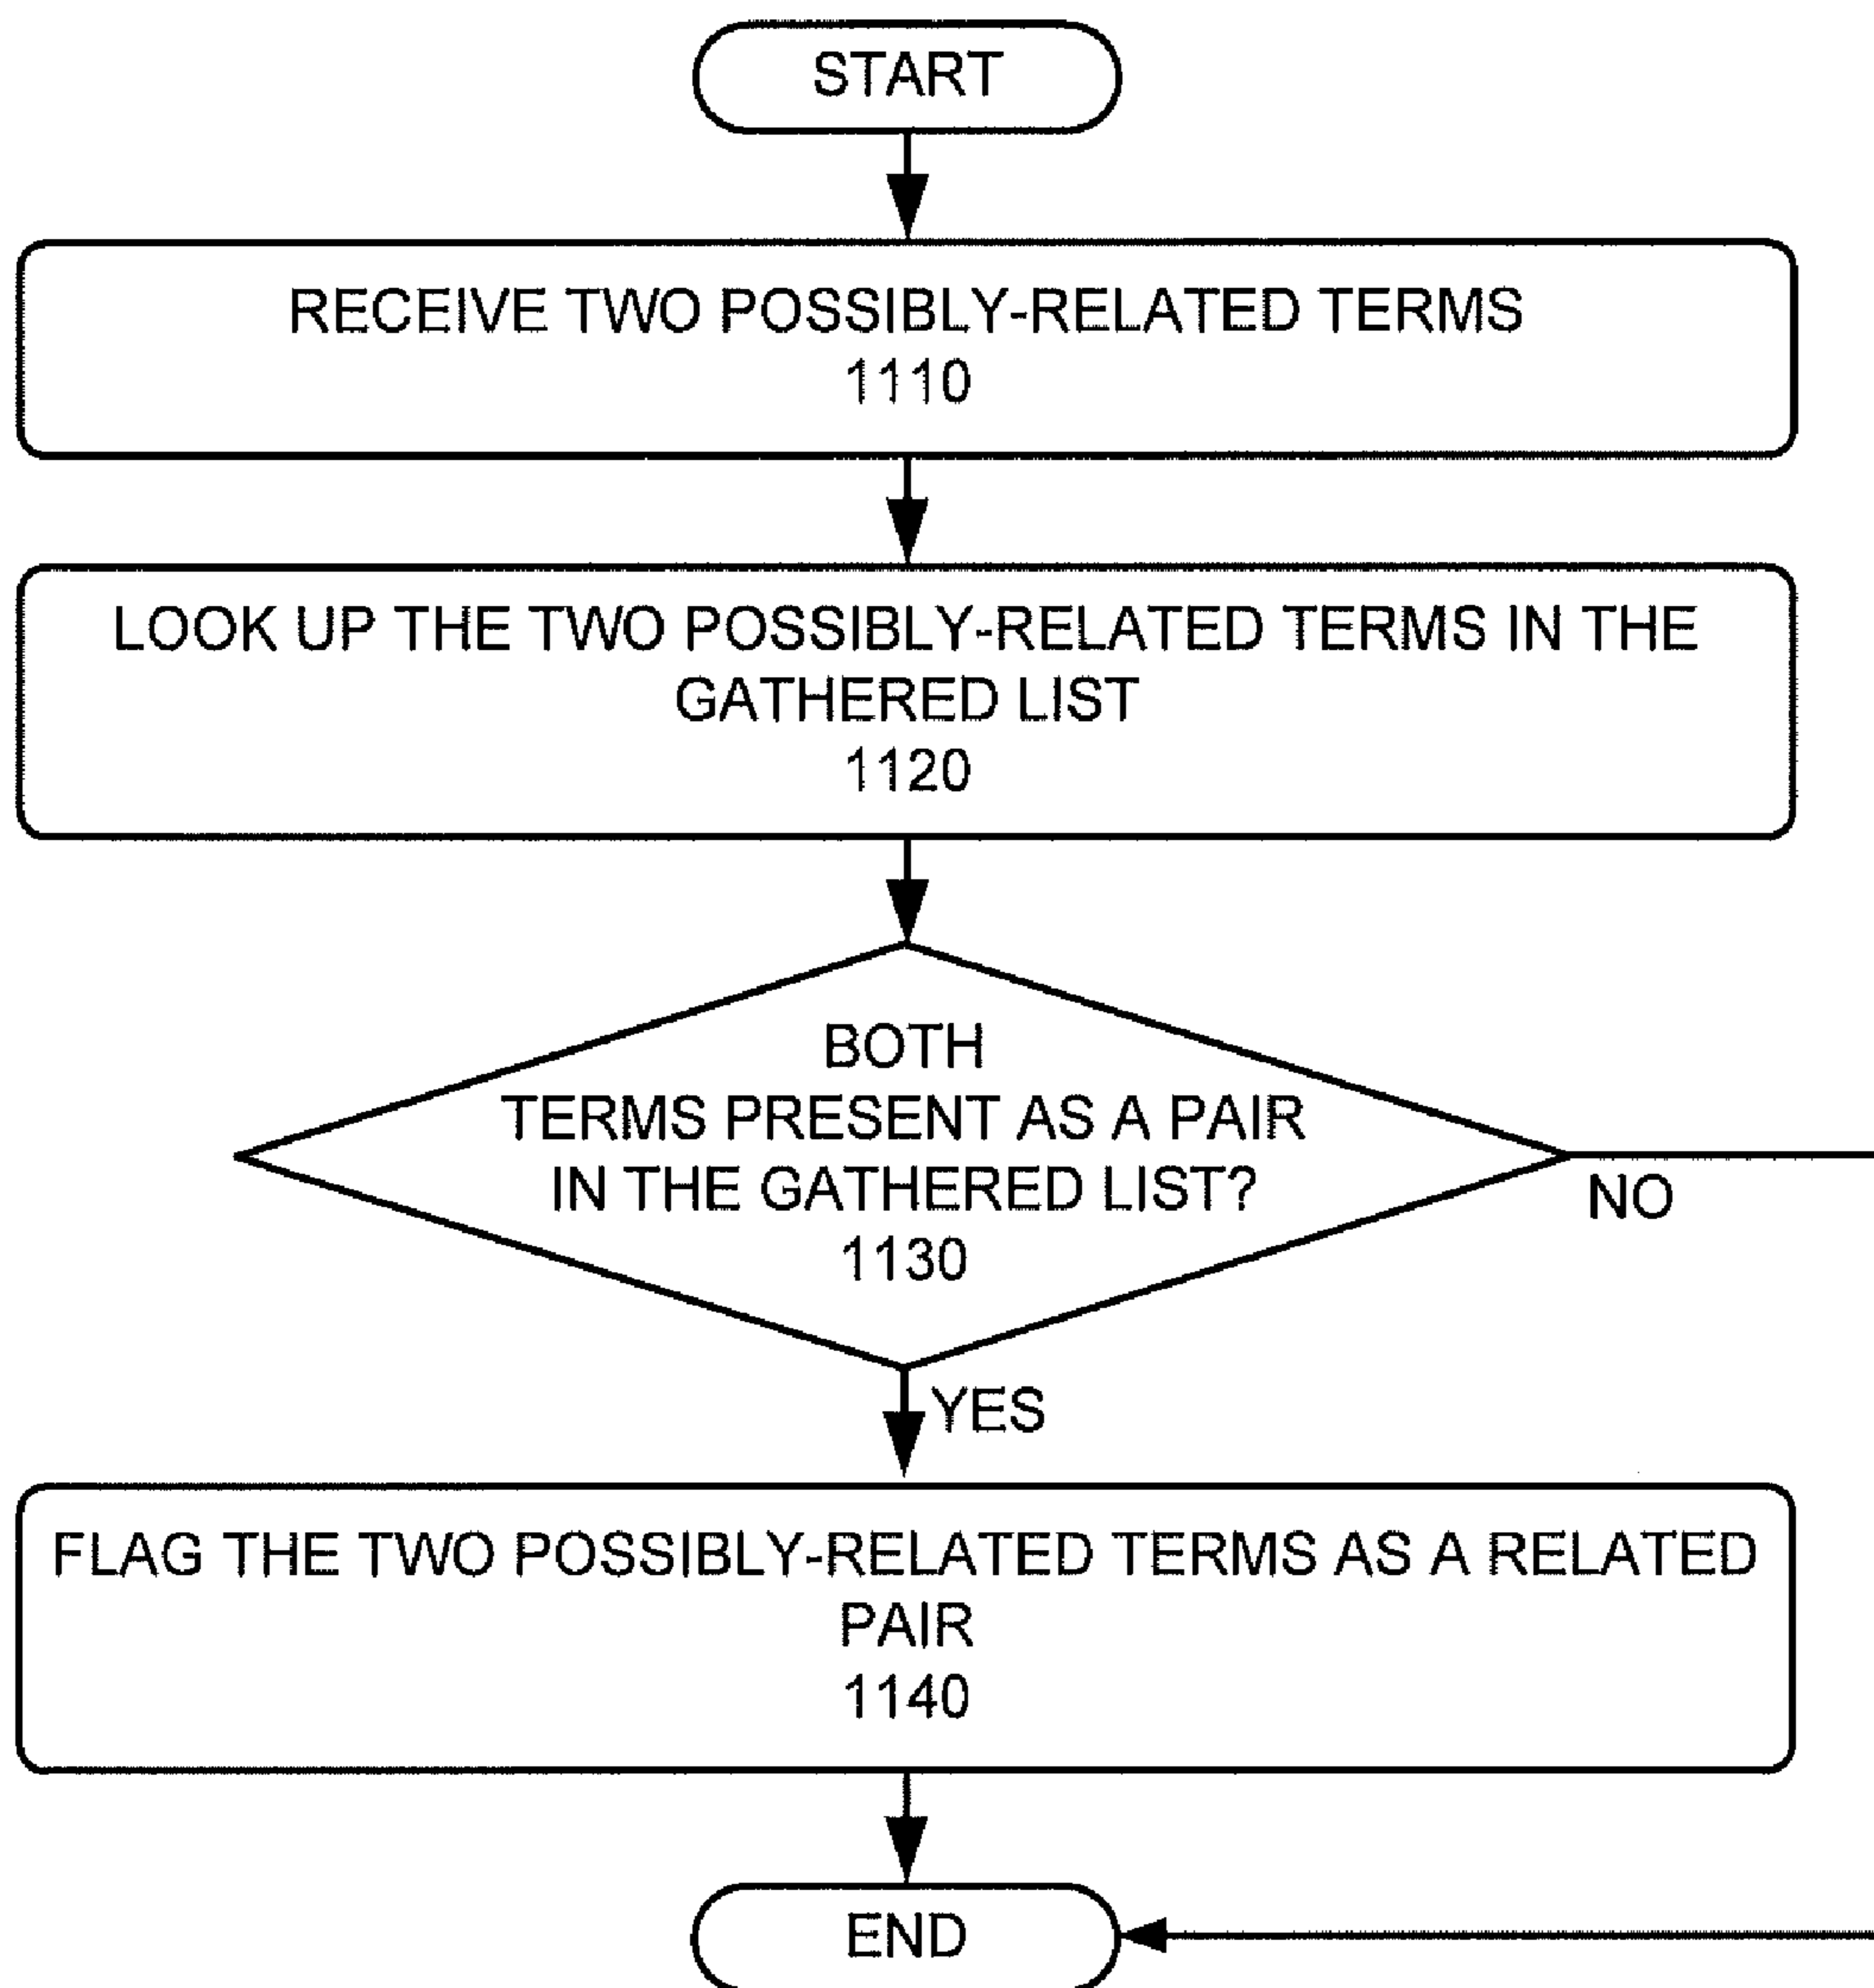 START
RECEIVE TWO POSSIBLY-RELATED TERMS
1110
LOOK UP THE TWO POSSIBLY-RELATED TERMS IN THE
GATHERED LIST
1120
BOTH
TERMS PRESENT AS A PAIR
IN THE GATHERED LIST?
1130
NO
YES
FLAG THE TWO POSSIBLY-RELATED TERMS AS A RELATED
PAIR
1140
END